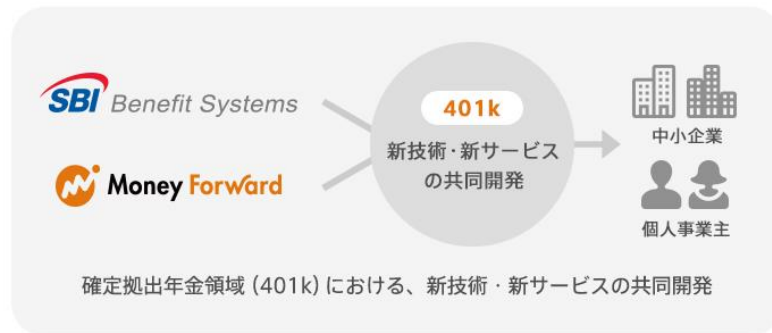 SBI Benefit Systems
Money Forward
401k
新技術・新サービス
の共同開発
中小企業
個人事業主
確定拠出年金領域（401k）における、新技術・新サービスの共同開発